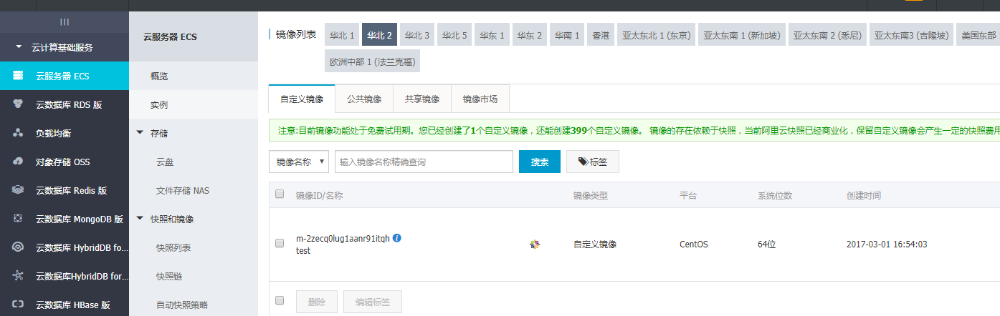 云计算基础服务
云服务器 ECS
云数据库 RDS 版
负载均衡
对象存储 OSS
云数据库 Redis 版
云数据库 MongoDB 版
云数据库 HybridDB fo...
云数据库HybridDB for...
云数据库 HBase 版
云服务器 ECS
概览
实例
存储
云盘
文件存储 NAS
快照和镜像
快照列表
快照链
自动快照策略
镜像列表 华北 1 华北 2 华北 3 华北 5 华东 1 华东 2 华南 1 香港 亚太东北 1 (东京) 亚太东南 1 (新加坡) 亚太东南 2 (悉尼) 亚太东南3 (吉隆坡) 美国东部
欧洲中部 1 (法兰克福)
自定义镜像 公共镜像 共享镜像 镜像市场
注意:目前镜像功能处于免费试用期。您已经创建了1个自定义镜像，还能创建399个自定义镜像。 镜像的存在依赖于快照，当前阿里云快照已经商业化，保留自定义镜像会产生一定的快照费用
镜像名称 输入镜像名称精确查询 搜索 标签
镜像ID/名称 镜像类型 平台 系统位数 创建时间
m-2zecq0lug1aanr91itqh
test
自定义镜像 CentOS 64位 2017-03-01 16:54:03
删除 编辑标签